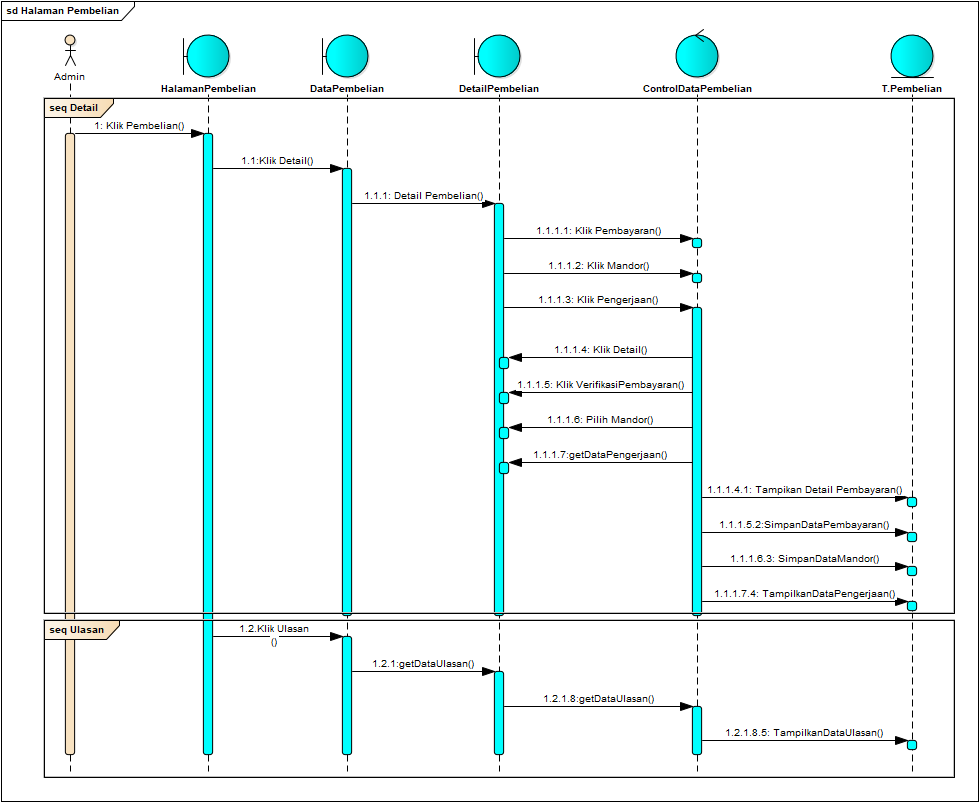 sd Halaman Pembelian
Admin
HalamanPembelian
DataPembelian
DetailPembelian
ControlDataPembelian
T.Pembelian
seq Detail
1: Klik Pembelian()
1.1:Klik Detail()
1.1.1: Detail Pembelian()
1.1.1.1: Klik Pembayaran()
1.1.1.2: Klik Mandor()
1.1.1.3: Klik Pengerjaan()
1.1.1.4: Klik Detail()
1.1.1.5: Klik VerifikasiPembayaran()
1.1.1.6: Pilih Mandor()
1.1.1.7:getDataPengerjaan()
1.1.1.4.1: Tampikan Detail Pembayaran()
1.1.1.5.2:SimpanDataPembayaran()
1.1.1.6.3: SimpanDataMandor()
1.1.1.7.4: TampilkanDataPengerjaan()
seq Ulasan
1.2.Klik Ulasan
()
1.2.1:getDataUlasan()
1.2.1.8:getDataUlasan()
1.2.1.8.5: TampilkanDataUlasan()